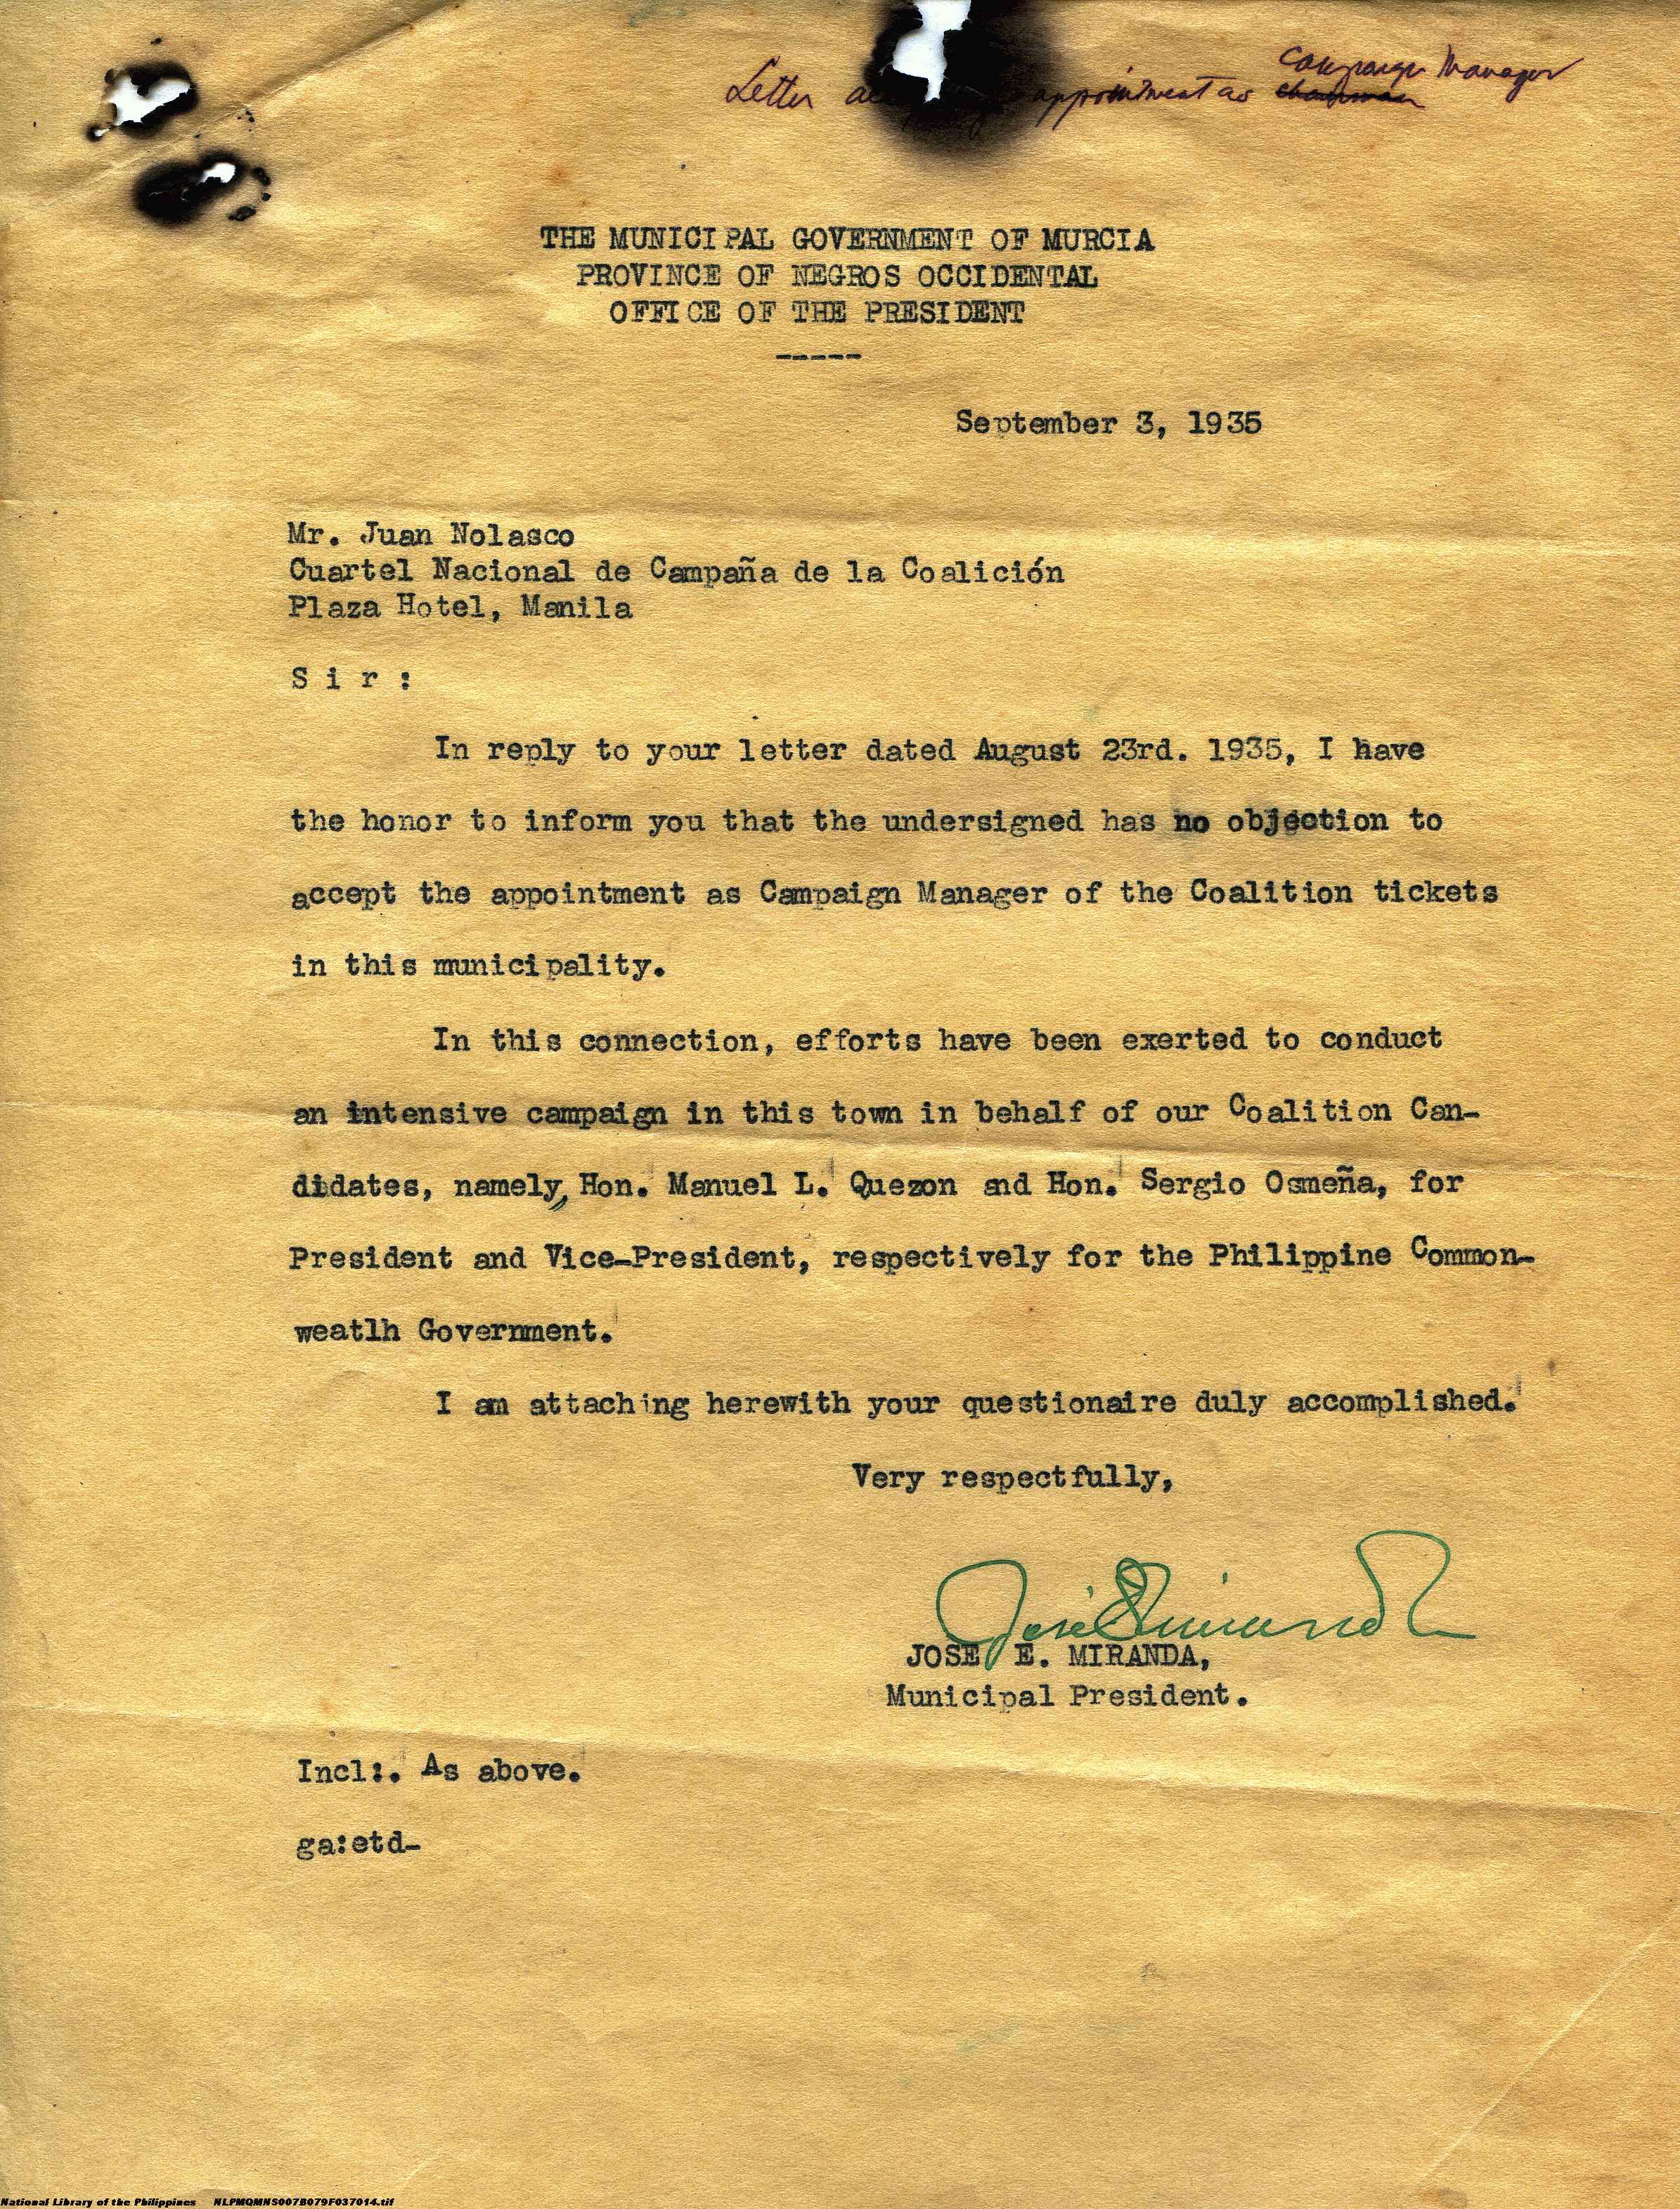 Campaign Manager
Letter appointment as chairman
THE MUNICIPAL GOVERNMENT OF MURCIA
PROVINCE OF NEGROS OCCIDENTAL
OFFICE OF THE PRESIDENT
-----
September 3, 1935
Mr. Juan Nolasco
Cuartel Nacional de Campaña de la Coalición
Plaza Hotel, Manila
S i r :
In reply to your letter dated August 23rd. 1935, I have
the honor to inform you that the undersigned has no objection to
accept the appointment as Campaign Manager of the Coalition tickets
in this municipality.
In this connection, efforts have been exerted to conduct
an intensive campaign in this town in behalf of our Coalition Can-
didates, namely, Hon. Manuel L. Quezon and Hon. Sergio Osmeña, for
President and Vice-President, respectively for the Philippine Common-
weatlh Government.
I am attaching herewith your questionaire duly accomplished.
Very respectfully,
José E Miranda
JOSE E. MIRANDA,
Municipal President.
Incl:. As above.
ga:etd-
National Library of the Philippines NLPMQMNS007B079F037014.tif